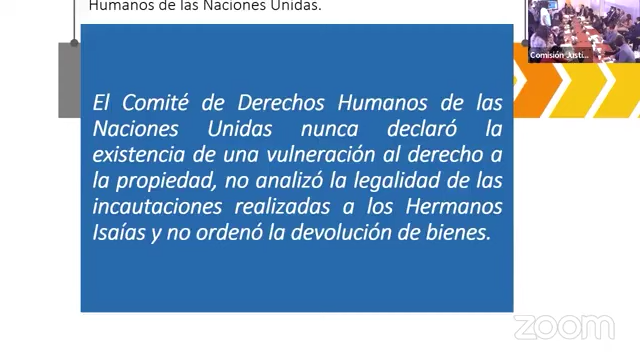 Humanos de las Naciones Unidas.
Comisión Justi...
El Comité de Derechos Humanos de las
Naciones Unidas nunca declaró la
existencia de una vulneración al derecho a
la propiedad, no analizó la legalidad de las
incautaciones realizadas a los Hermanos
Isaías y no ordenó la devolución de bienes.
zoom